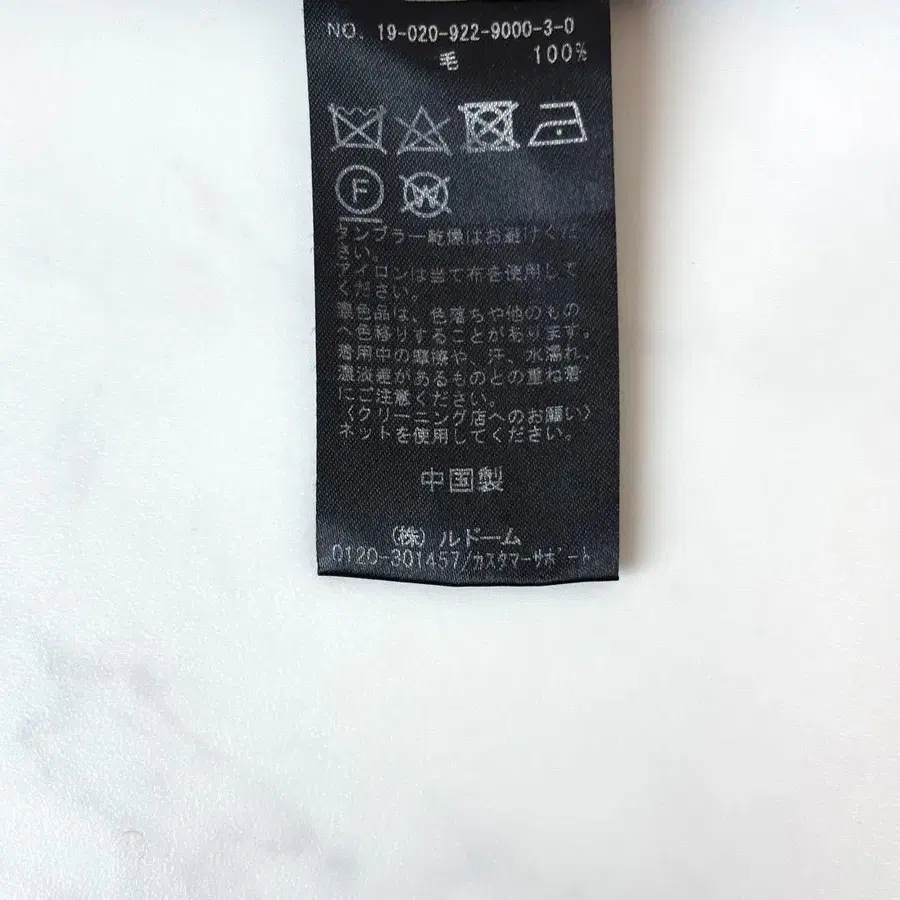 NO. 19-020-922-9000-3-0
毛 100%
F
W
タンブラー乾燥はお避けくだ
さい。
アイロンは当て布を使用して
ください。
濃色品は、色落ちや他のもの
へ色移りすることがあります。
着用中の摩擦や、汗、水濡れ、
濃淡差があるものとの重ね着
にご注意ください。
〈クリーニング店へのお願い〉
ネットを使用してください。
中国製
(株)ルドーム
0120-301457/カスタマーサポート